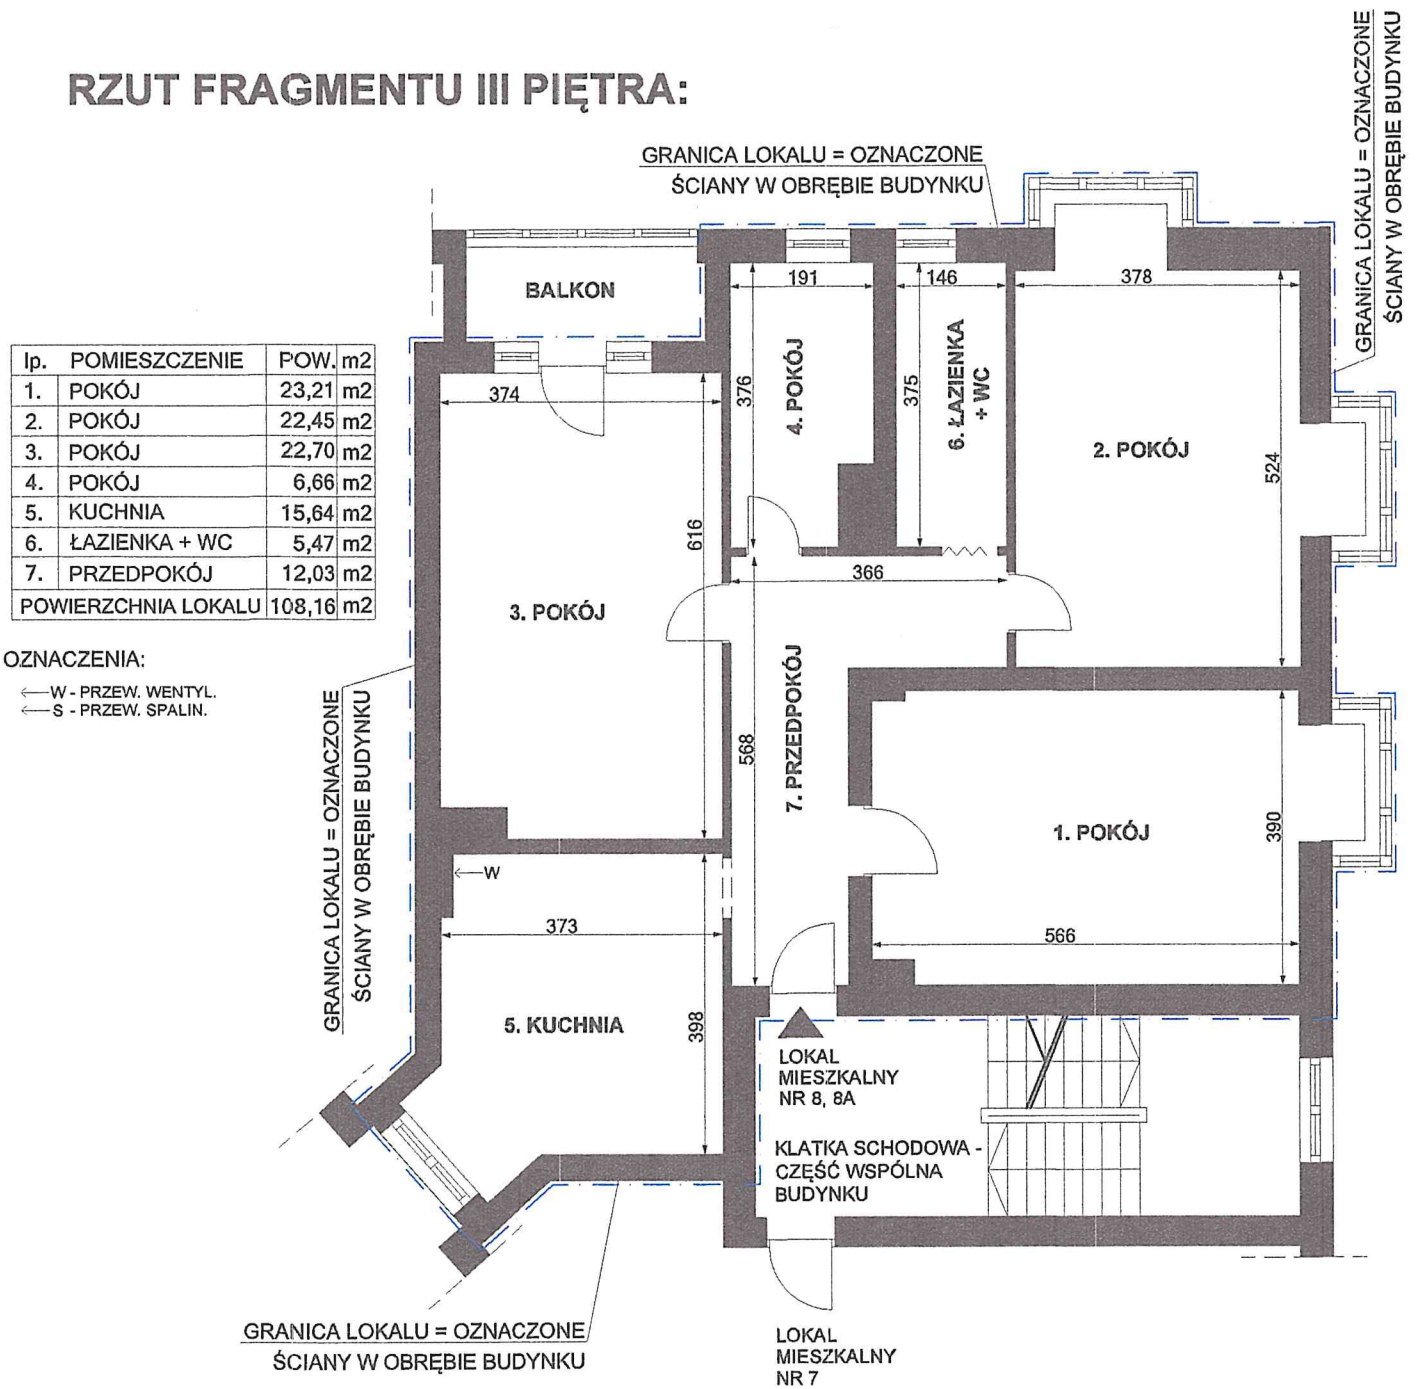 RZUT FRAGMENTU III PIĘTRA:
GRANICA LOKALU = OZNACZONE
ŚCIANY W OBRĘBIE BUDYNKU
GRANICA LOKALU = OZNACZONE
ŚCIANY W OBRĘBIE BUDYNKU
BALKON
191
146
378
374
376
4. POKÓJ
375
6. ŁAZIENKA
+ WC
2. POKÓJ
524
lp. POMIESZCZENIE POW. m2
1. POKÓJ 23,21 m2
2. POKÓJ 22,45 m2
3. POKÓJ 22,70 m2
4. POKÓJ 6,66 m2
5. KUCHNIA 15,64 m2
6. ŁAZIENKA + WC 5,47 m2
7. PRZEDPOKÓJ 12,03 m2
POWIERZCHNIA LOKALU 108,16 m2
OZNACZENIA:
W - PRZEW. WENTYL.
S - PRZEW. SPALIN.
616
366
3. POKÓJ
568
7. PRZEDPOKÓJ
1. POKÓJ
390
566
GRANICA LOKALU = OZNACZONE
ŚCIANY W OBRĘBIE BUDYNKU
W
373
5. KUCHNIA
398
LOKAL
MIESZKALNY
NR 8, 8A
KLATKA SCHODOWA -
CZĘŚĆ WSPÓLNA
BUDYNKU
GRANICA LOKALU = OZNACZONE
ŚCIANY W OBRĘBIE BUDYNKU
LOKAL
MIESZKALNY
NR 7